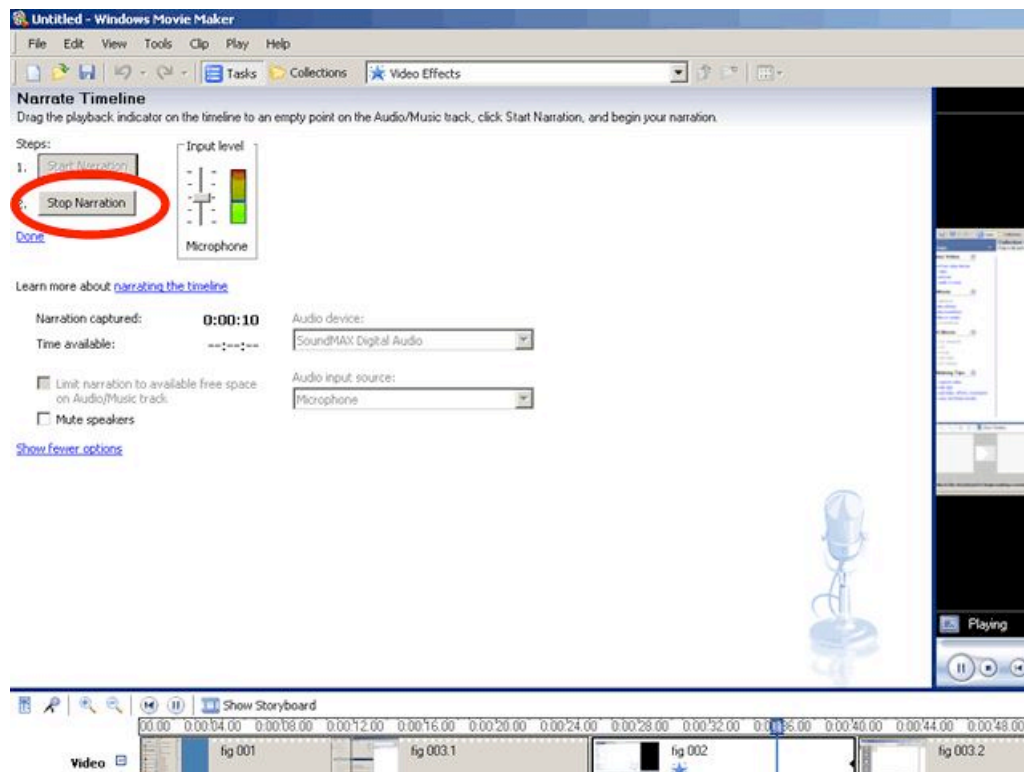 Untitled - Windows Movie Maker
File Edit View Tools Clip Play Help
Tasks Collections Video Effects
Narrate Timeline
Drag the playback indicator on the timeline to an empty point on the Audio/Music track, click Start Narration, and begin your narration.
Steps:
Input level
1. Start Narration
2. Stop Narration
Done
Microphone
Learn more about narrating the timeline
Narration captured: 0:00:10
Audio device:
Time available: --:--:--
SoundMAX Digital Audio
Limit narration to available free space
on Audio/Music track
Audio input source:
Microphone
Mute speakers
Show fewer options
Playing
Show Storyboard
00.00 0:00:04.00 0:00:08.00 0:00:12.00 0:00:16.00 0:00:20.00 0:00:24.00 0:00:28.00 0:00:32.00 0:00:36.00 0:00:40.00 0:00:44.00 0:00:48.00
Video fig 001 fig 003.1 fig 002 fig 003.2